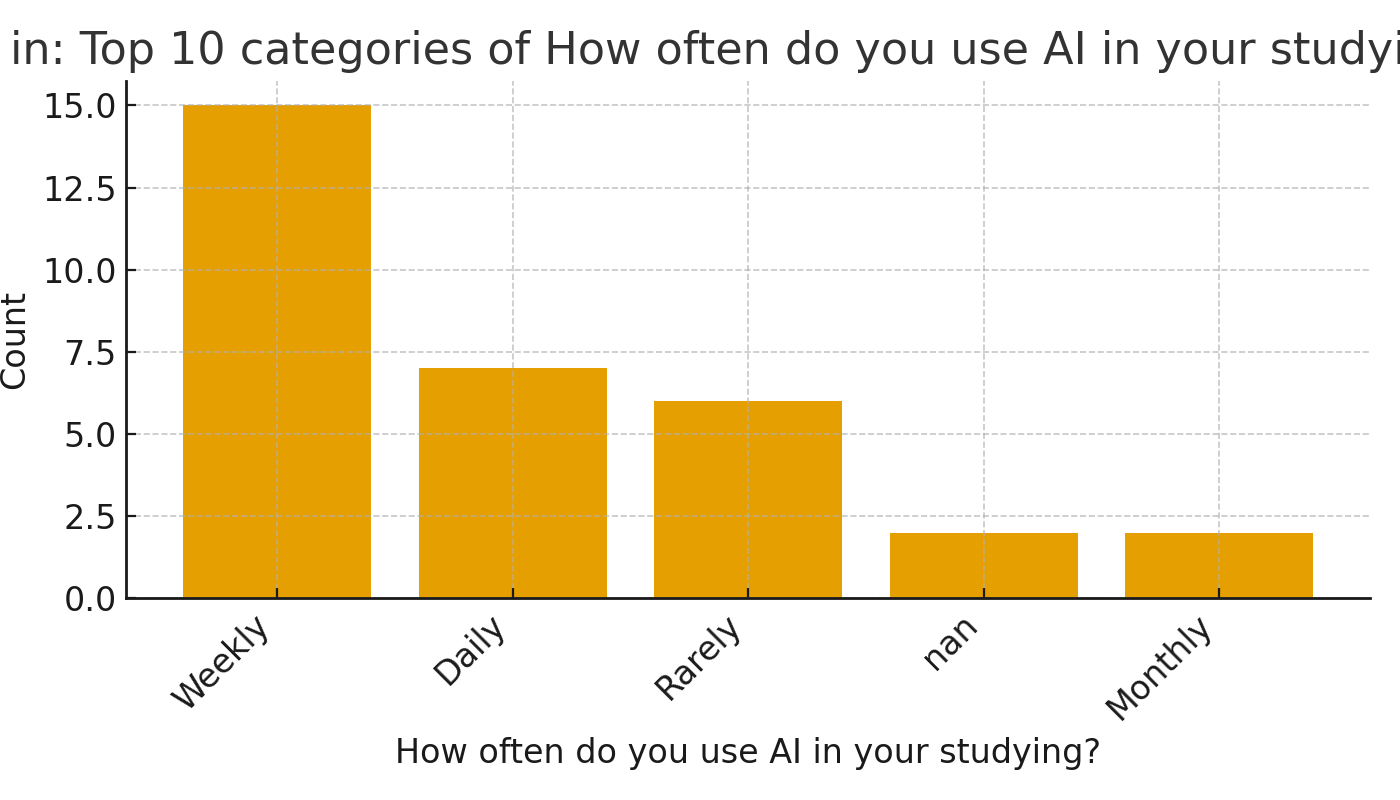 in: Top 10 categories of How often do you use AI in your
Count
15.0
12.5
10.0
7.5
5.0
2.5
0.0
Weekly
Daily
Rarely
nan
Monthly
How often do you use AI in your studying?